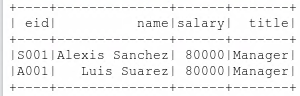 +----+--------------+------+-------+
| eid|          name|salary|  title|
+----+--------------+------+-------+
|S001|Alexis Sanchez| 80000|Manager|
|A001|   Luis Suarez| 80000|Manager|
+----+--------------+------+-------+